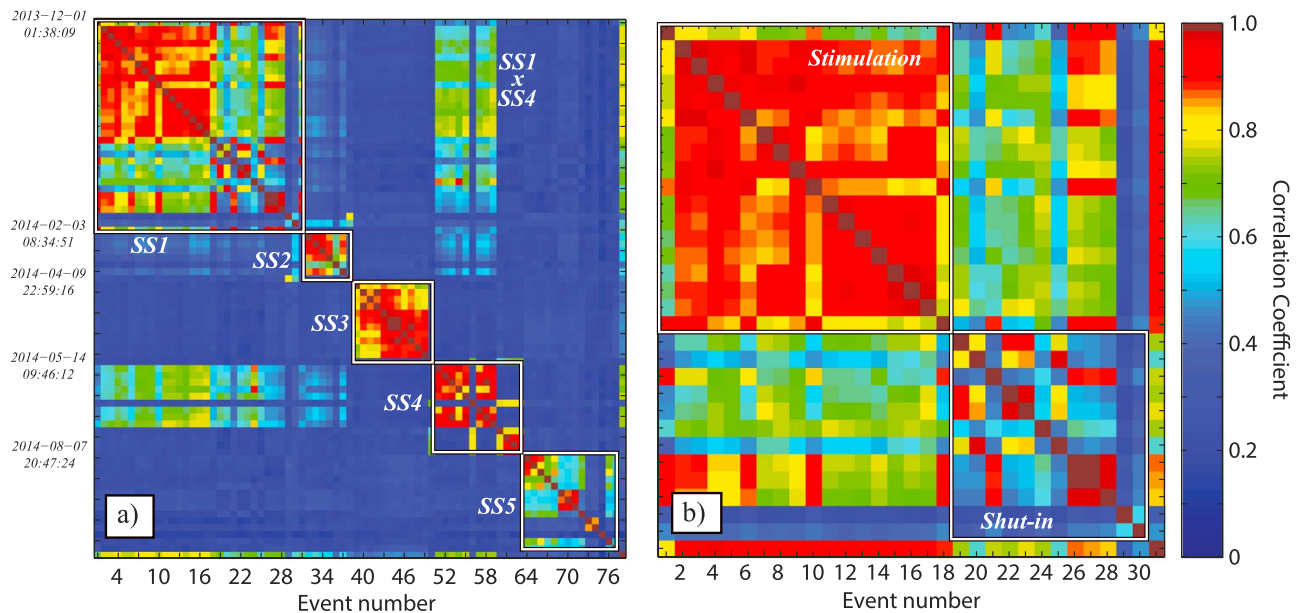 2013-12-01
01:38:09
2014-02-03
08:34:51
2014-04-09
22:59:16
2014-05-14
09:46:12
2014-08-07
20:47:24
SS1
x
SS4
SS1
SS2
SS3
SS4
SS5
a)
4 10 16 22 28 34 40 46 52 58 64 70 76
Event number
Stimulation
Shut-in
b)
2 4 6 8 10 12 14 16 18 20 22 24 26 28 30
Event number
1.0
0.8
0.6
0.4
0.2
0
Correlation Coefficient